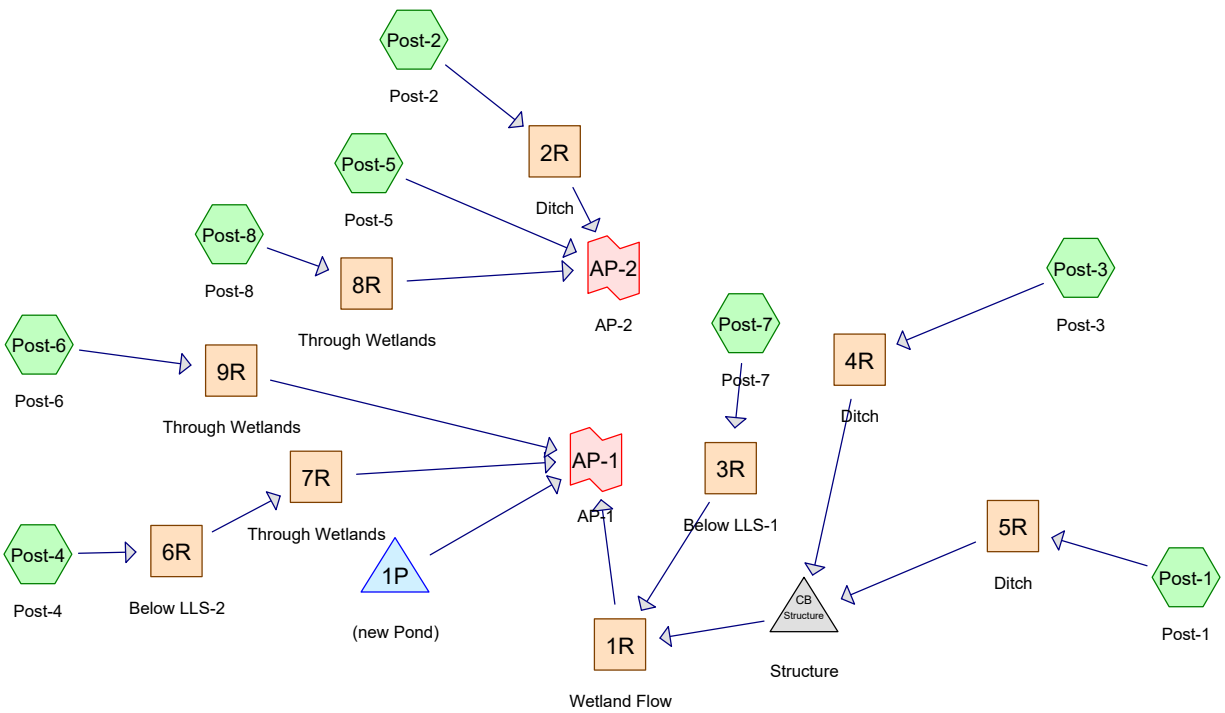 Post-2
Post-2
2R
Ditch
Post-5
Post-5
Post-8
Post-8
8R
Through Wetlands
AP-2
AP-2
Post-3
Post-3
Post-7
Post-7
4R
Ditch
Post-6
Post-6
9R
Through Wetlands
AP-1
AP-1
3R
Below LLS-1
7R
Through Wetlands
5R
Ditch
Post-4
Post-4
6R
Below LLS-2
1P
(new Pond)
Post-1
Post-1
CB
Structure
Structure
1R
Wetland Flow